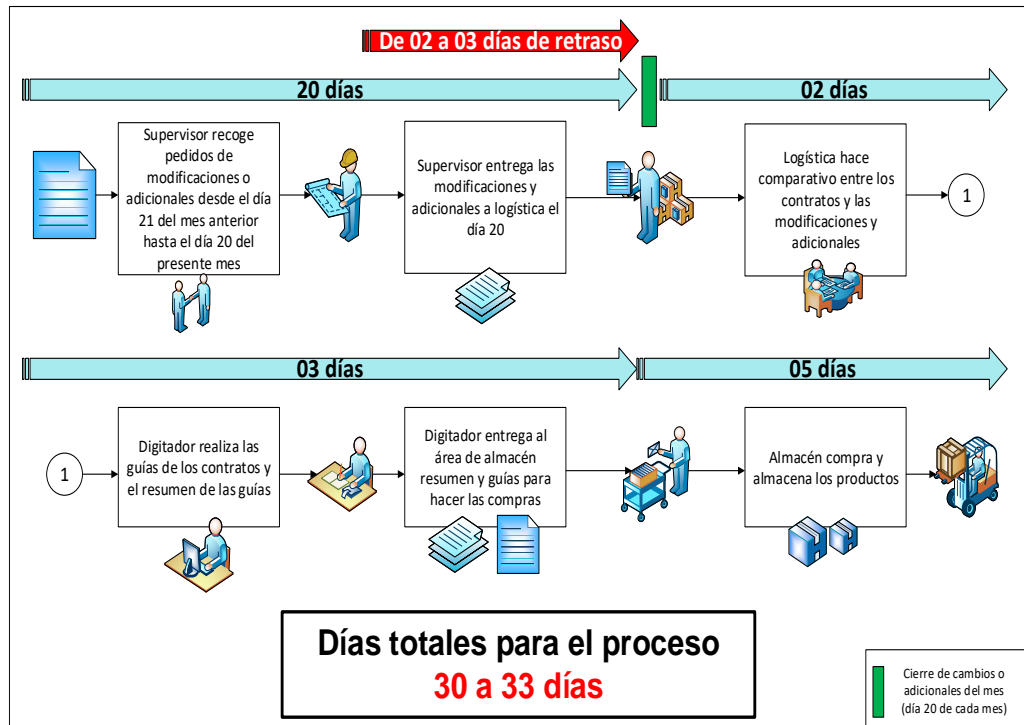 De 02 a 03 días de retraso
20 días
02 días
Supervisor recoge
pedidos de
modificaciones o
adicionales desde el día
21 del mes anterior
hasta el día 20 del
presente mes
Supervisor entrega las
modificaciones y
adicionales a logística el
día 20
Logística hace
comparativo entre los
contratos y las
modificaciones y
adicionales
1
03 días
05 días
1
Digitador realiza las
guías de los contratos y
el resumen de las guías
Digitador entrega al
área de almacén
resumen y guías para
hacer las compras
Almacén compra y
almacena los productos
Días totales para el proceso
30 a 33 días
Cierre de cambios o
adicionales del mes
(día 20 de cada mes)